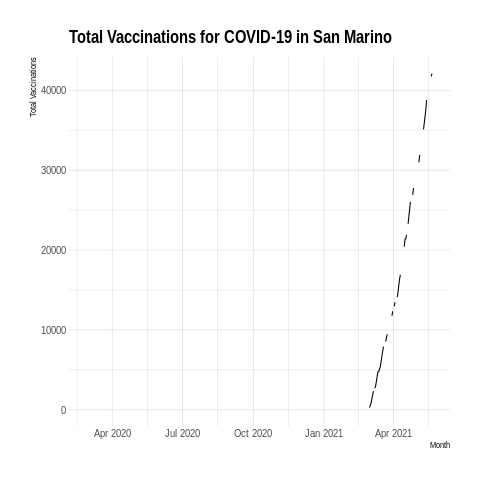 Total Vaccinations for COVID-19 in San Marino
Total Vaccinations
40000
30000
20000
10000
0
Apr 2020 Jul 2020 Oct 2020 Jan 2021 Apr 2021
Month